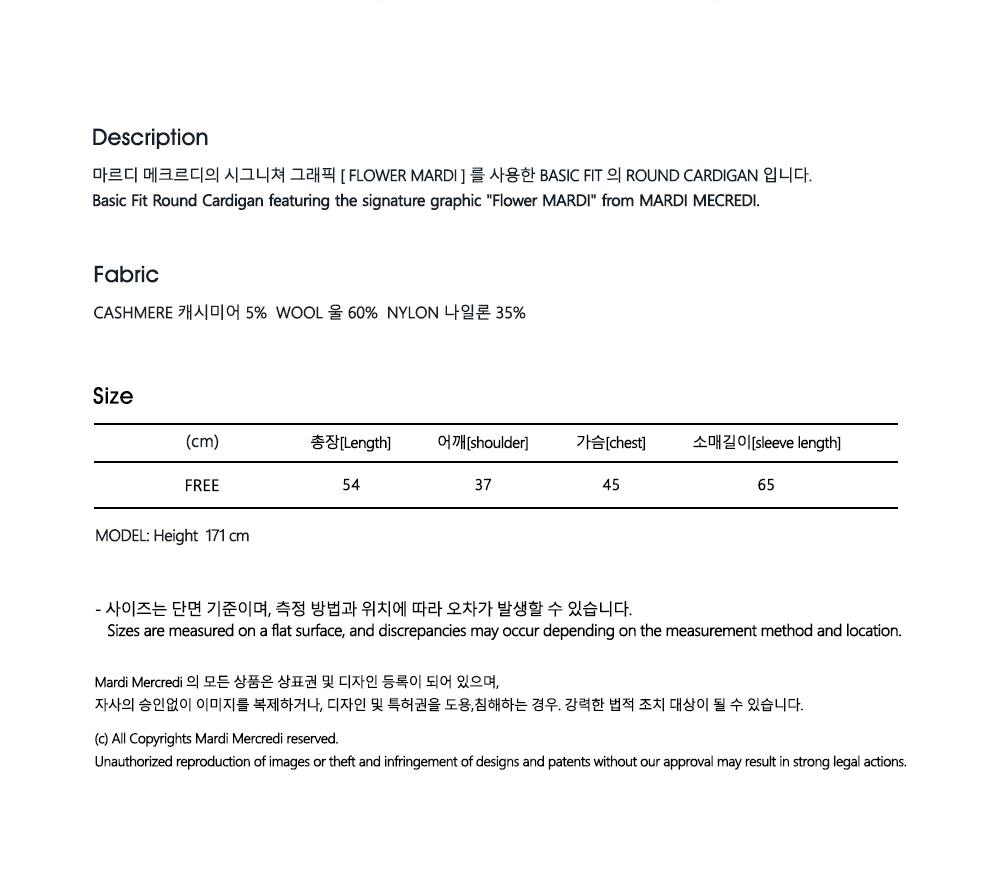 Description
마르디 메크르디의 시그니쳐 그래픽 [ FLOWER MARDI ] 를 사용한 BASIC FIT 의 ROUND CARDIGAN 입니다.
Basic Fit Round Cardigan featuring the signature graphic "Flower MARDI" from MARDI MECREDI.
Fabric
CASHMERE 캐시미어 5% WOOL 울 60% NYLON 나일론 35%
Size
(cm) 총장[Length] 어깨[shoulder] 가슴[chest] 소매길이[sleeve length]
FREE 54 37 45 65
MODEL: Height 171 cm
- 사이즈는 단면 기준이며, 측정 방법과 위치에 따라 오차가 발생할 수 있습니다.
Sizes are measured on a flat surface, and discrepancies may occur depending on the measurement method and location.
Mardi Mercredi 의 모든 상품은 상표권 및 디자인 등록이 되어 있으며,
자사의 승인없이 이미지를 복제하거나, 디자인 및 특허권을 도용,침해하는 경우. 강력한 법적 조치 대상이 될 수 있습니다.
(c) All Copyrights Mardi Mercredi reserved.
Unauthorized reproduction of images or theft and infringement of designs and patents without our approval may result in strong legal actions.